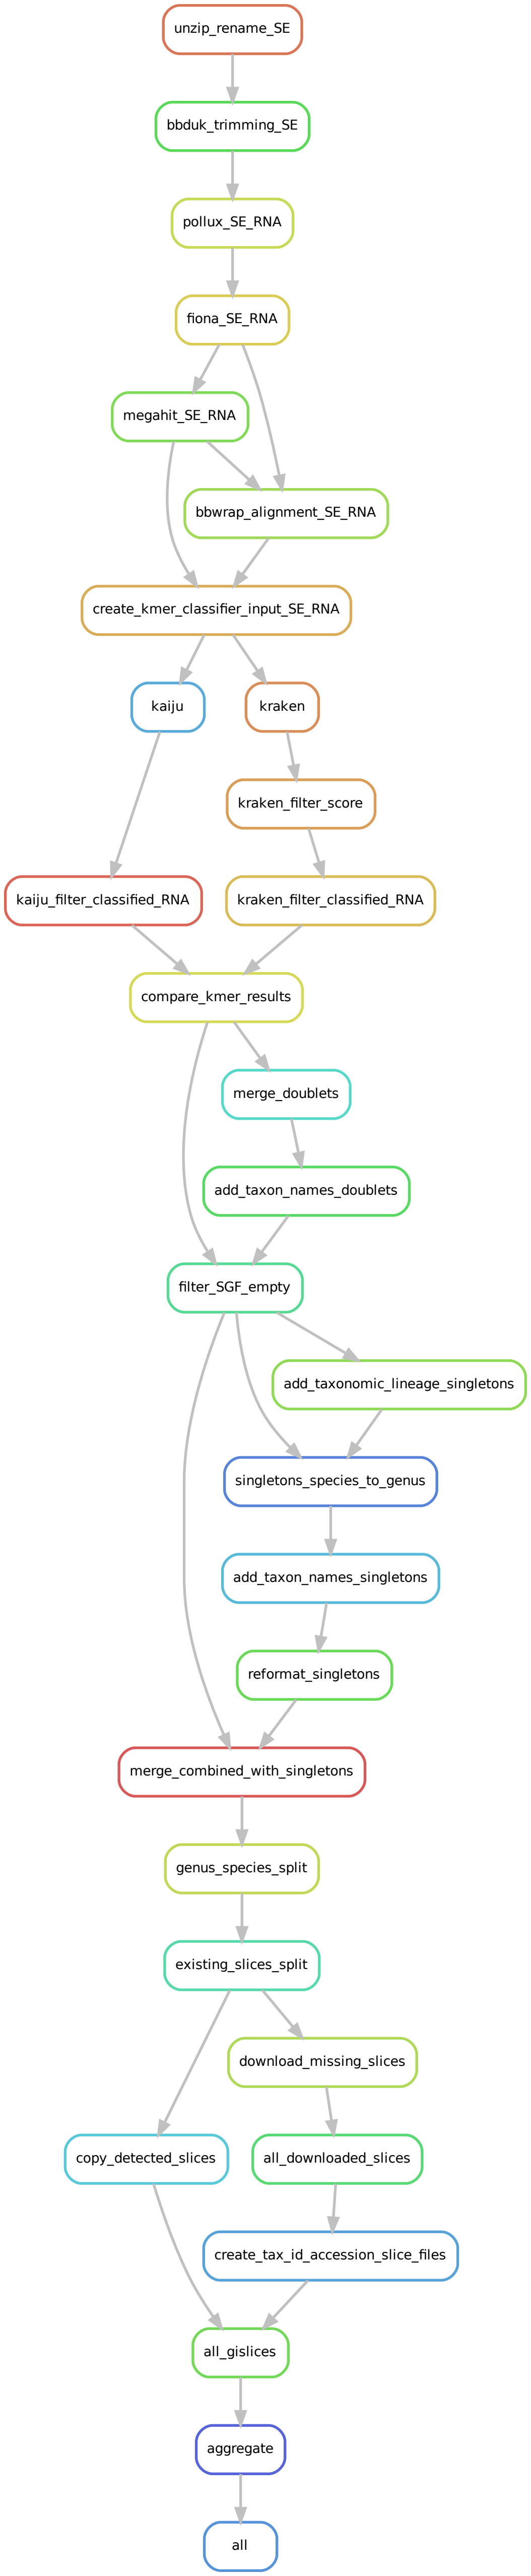 unzip_rename_SE
bbduk_trimming_SE
pollux_SE_RNA
fiona_SE_RNA
megahit_SE_RNA
bbwrap_alignment_SE_RNA
create_kmer_classifier_input_SE_RNA
kaiju
kraken
kraken_filter_score
kaiju_filter_classified_RNA
kraken_filter_classified_RNA
compare_kmer_results
merge_doublets
add_taxon_names_doublets
filter_SGF_empty
add_taxonomic_lineage_singletons
singletons_species_to_genus
add_taxon_names_singletons
reformat_singletons
merge_combined_with_singletons
genus_species_split
existing_slices_split
download_missing_slices
copy_detected_slices
all_downloaded_slices
create_tax_id_accession_slice_files
all_gislices
aggregate
all